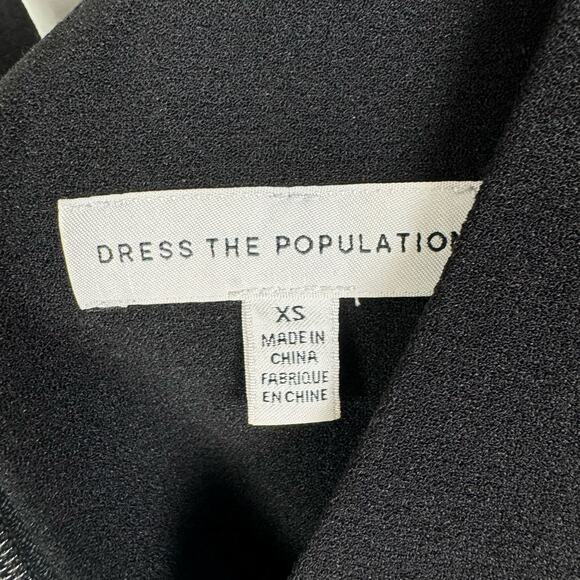 DRESS THE POPULATION
XS
MADE IN
CHINA
FABRIQUE
EN CHINE